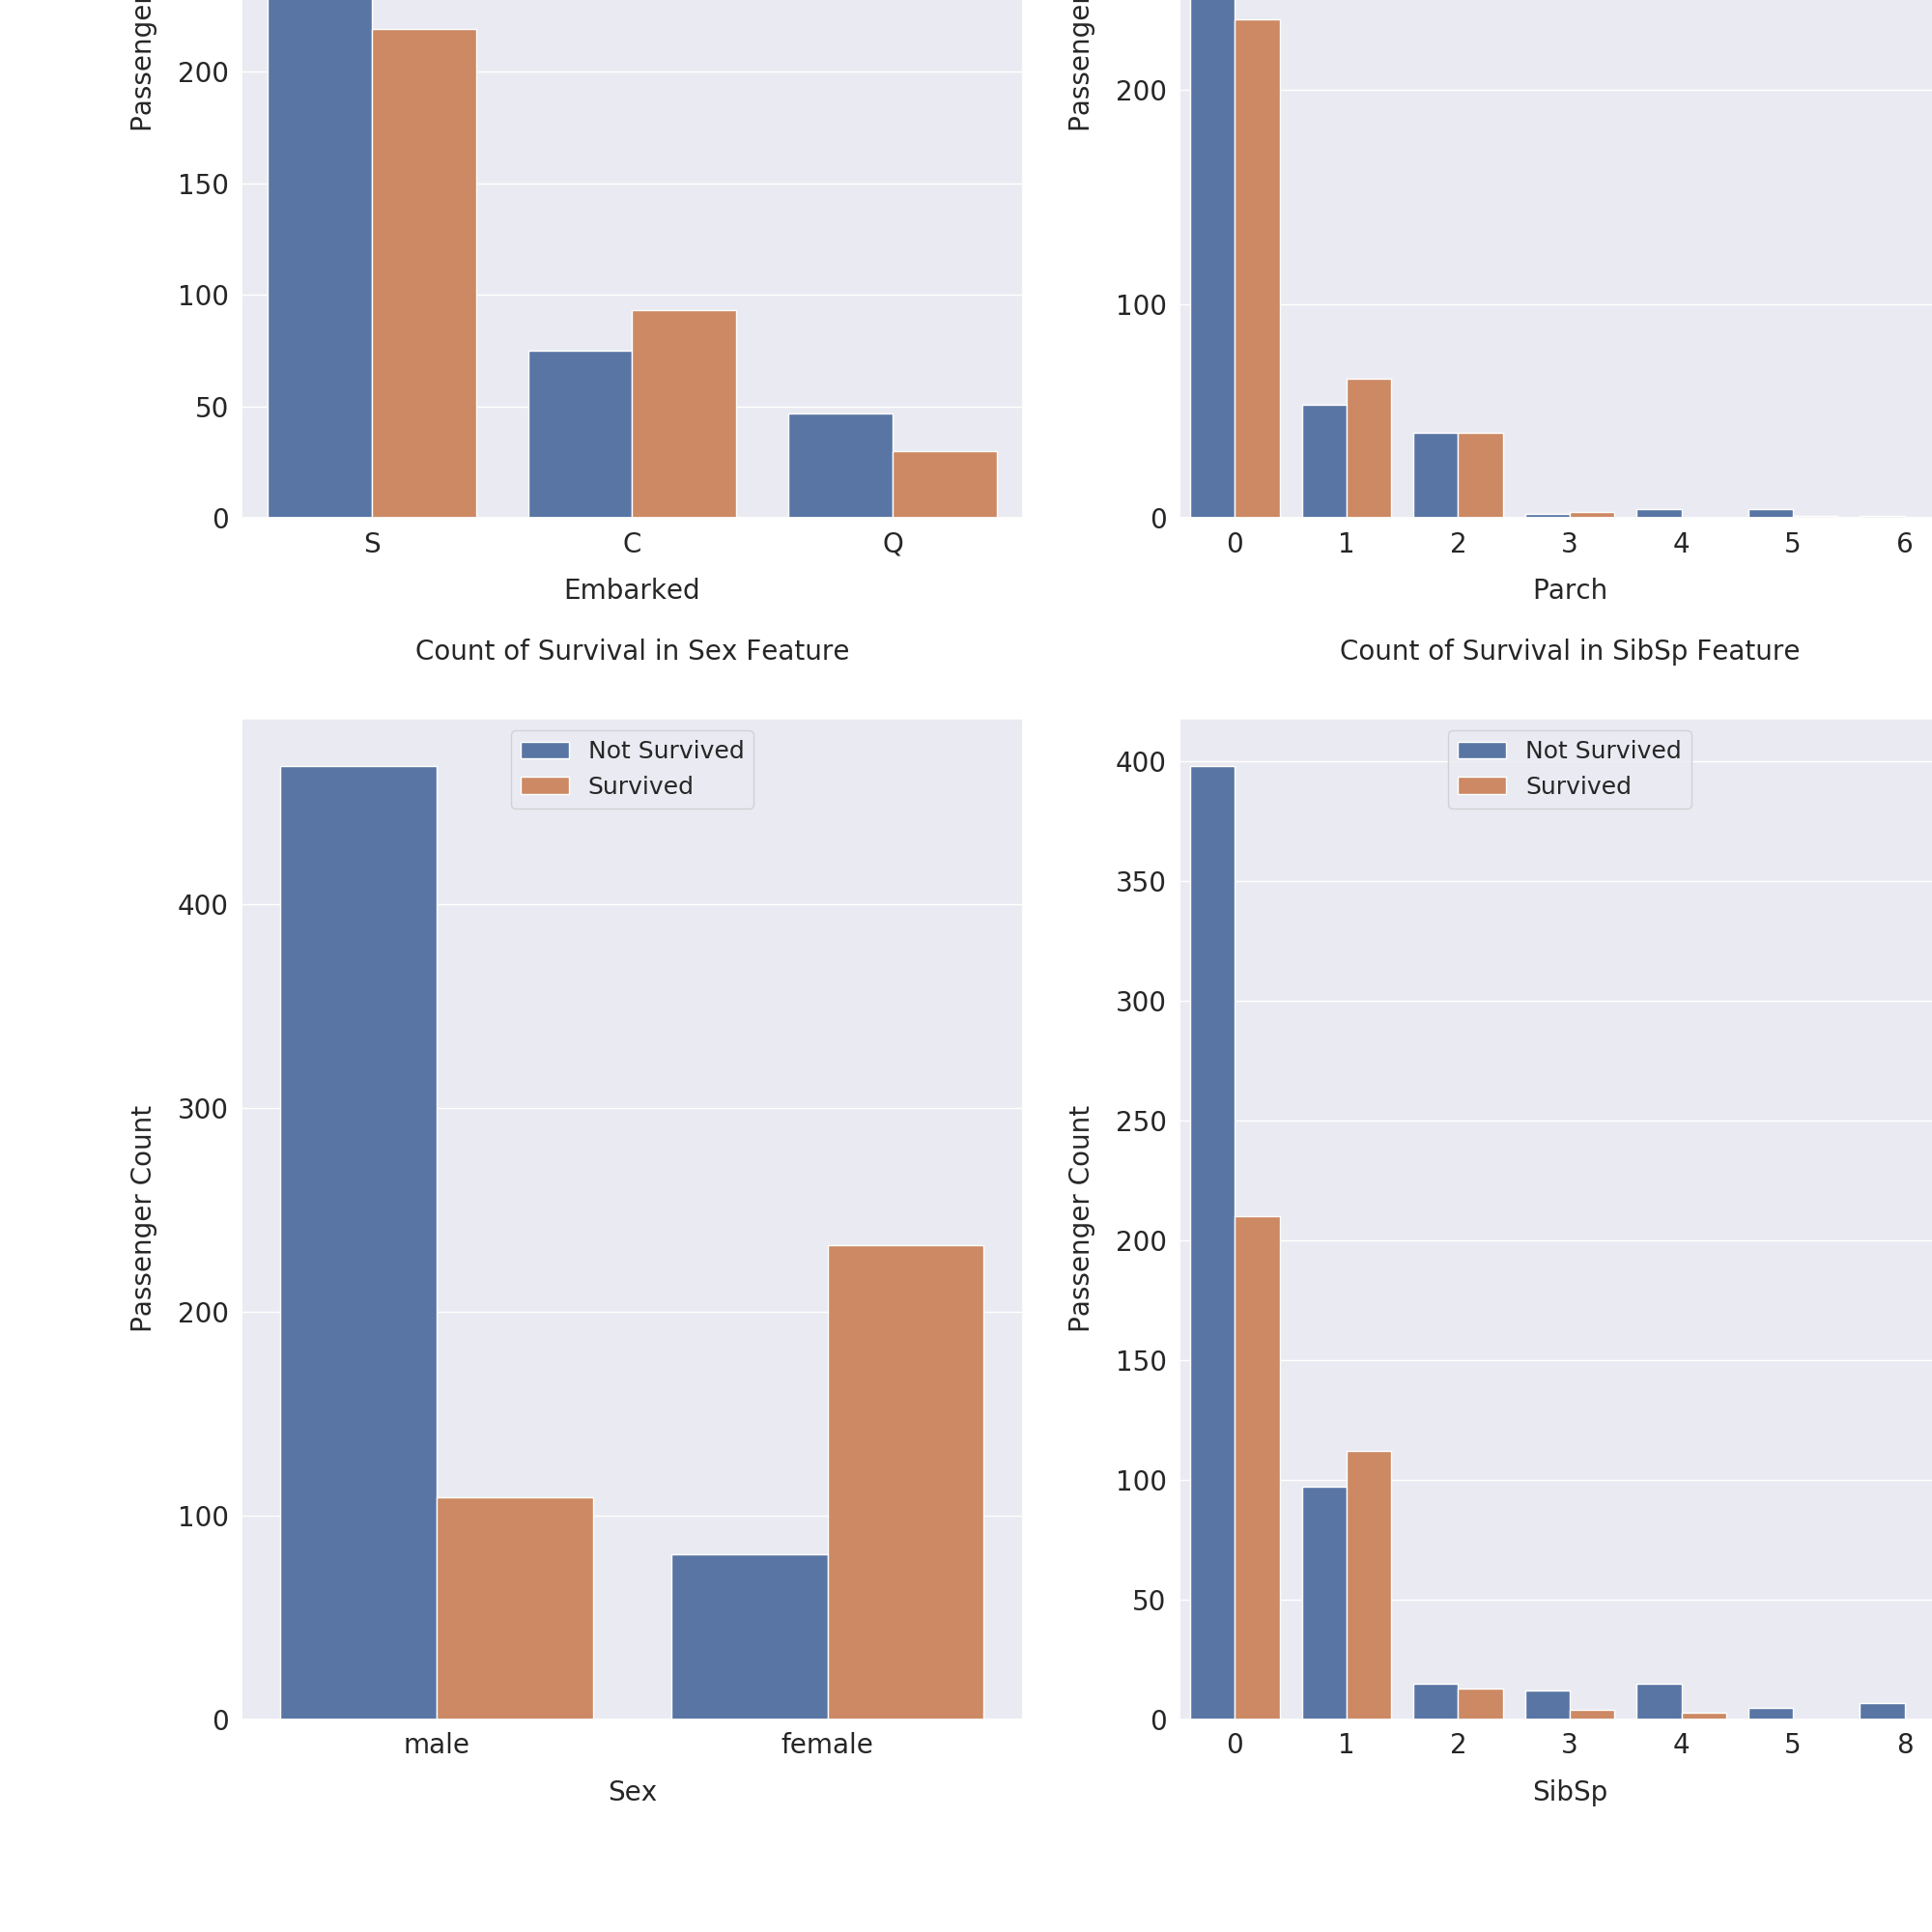 Passenger
200
150
100
50
0
S C Q
Embarked
Passenger
200
100
0
0 1 2 3 4 5 6
Parch
Count of Survival in Sex Feature
Not Survived
Survived
Passenger Count
400
300
200
100
0
male female
Sex
Count of Survival in SibSp Feature
Not Survived
Survived
Passenger Count
400
350
300
250
200
150
100
50
0
0 1 2 3 4 5 8
SibSp